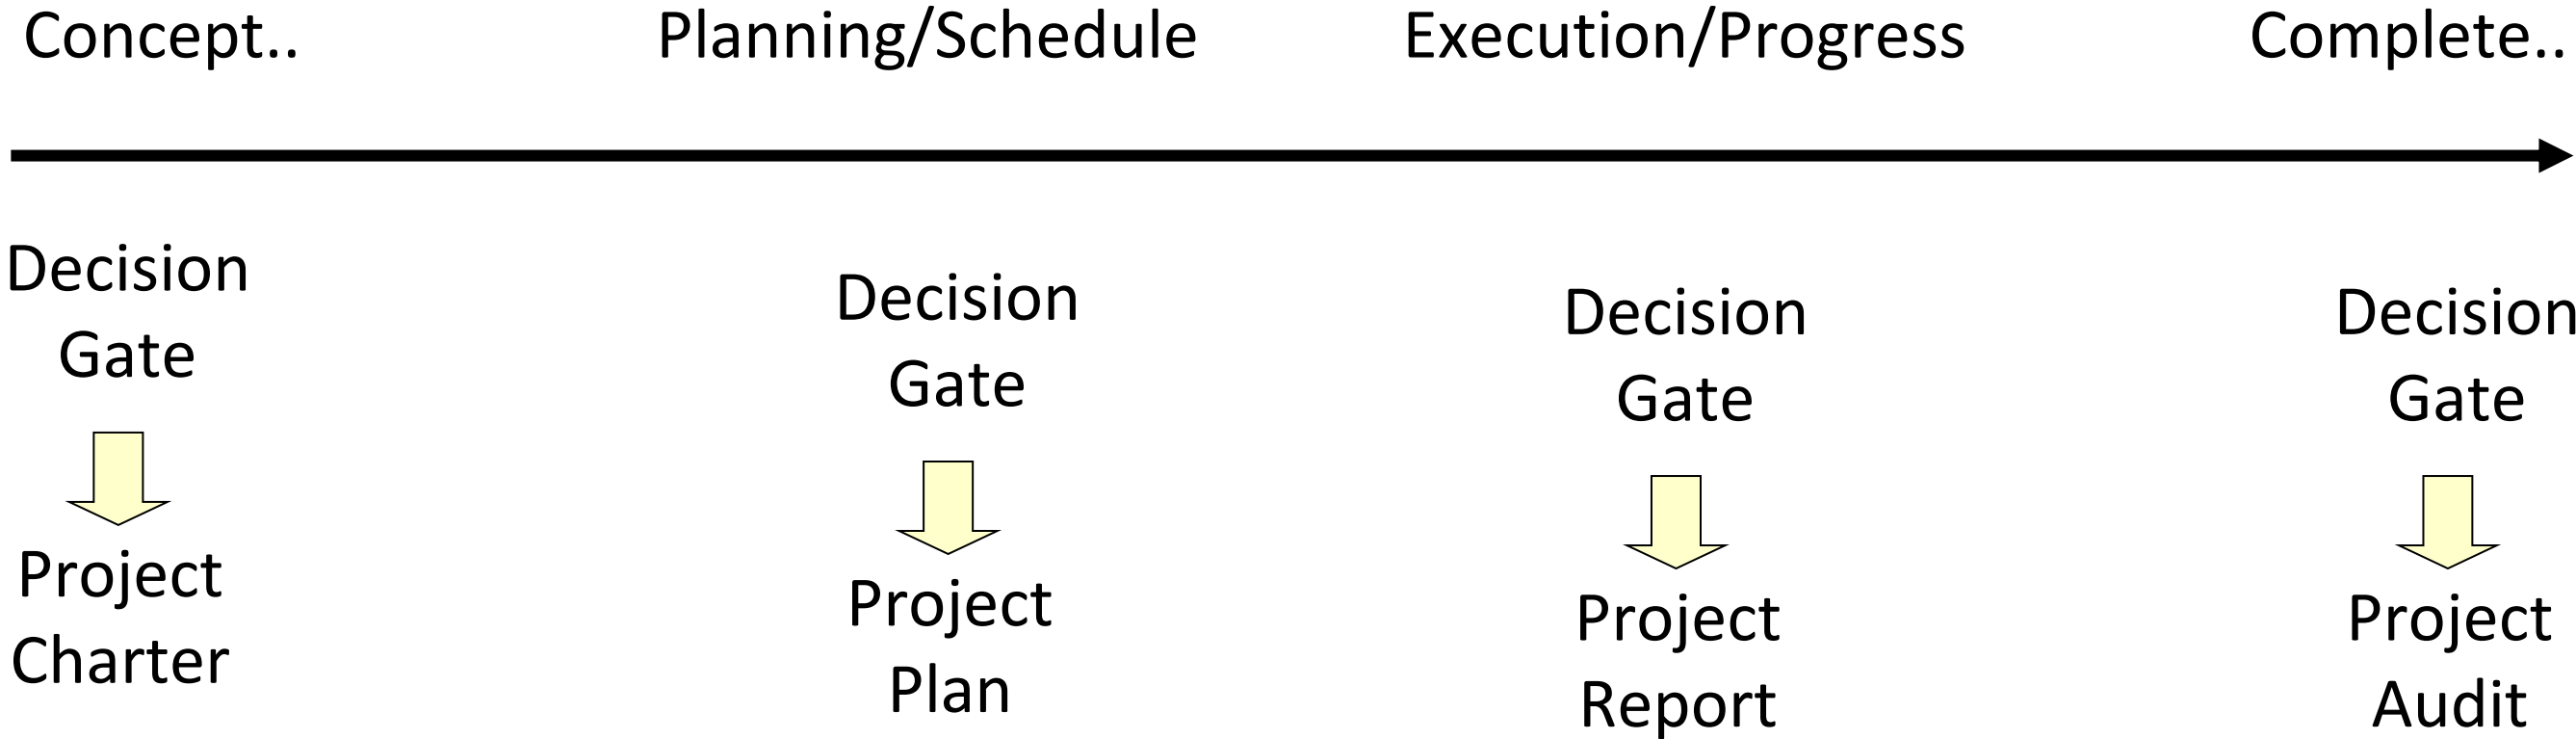 Concept..
Planning/Schedule
Execution/Progress
Complete..
Decision
Gate
Project
Charter
Decision
Gate
Project
Plan
Decision
Gate
Project
Report
Decision
Gate
Project
Audit